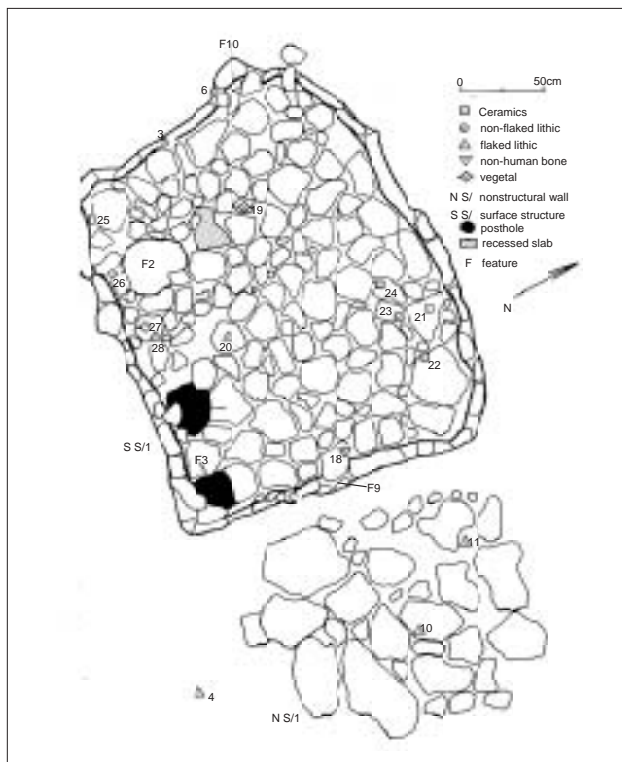 F10
6
3
0 50cm
Ceramics
non-flaked lithic
flaked lithic
non-human bone
vegetal
N S/ nonstructural wall
S S/ surface structure
posthole
recessed slab
F feature
19
25
F2
26
N
24
23
21
27
28
20
22
S S/1
F3
18
F9
11
10
4
N S/1